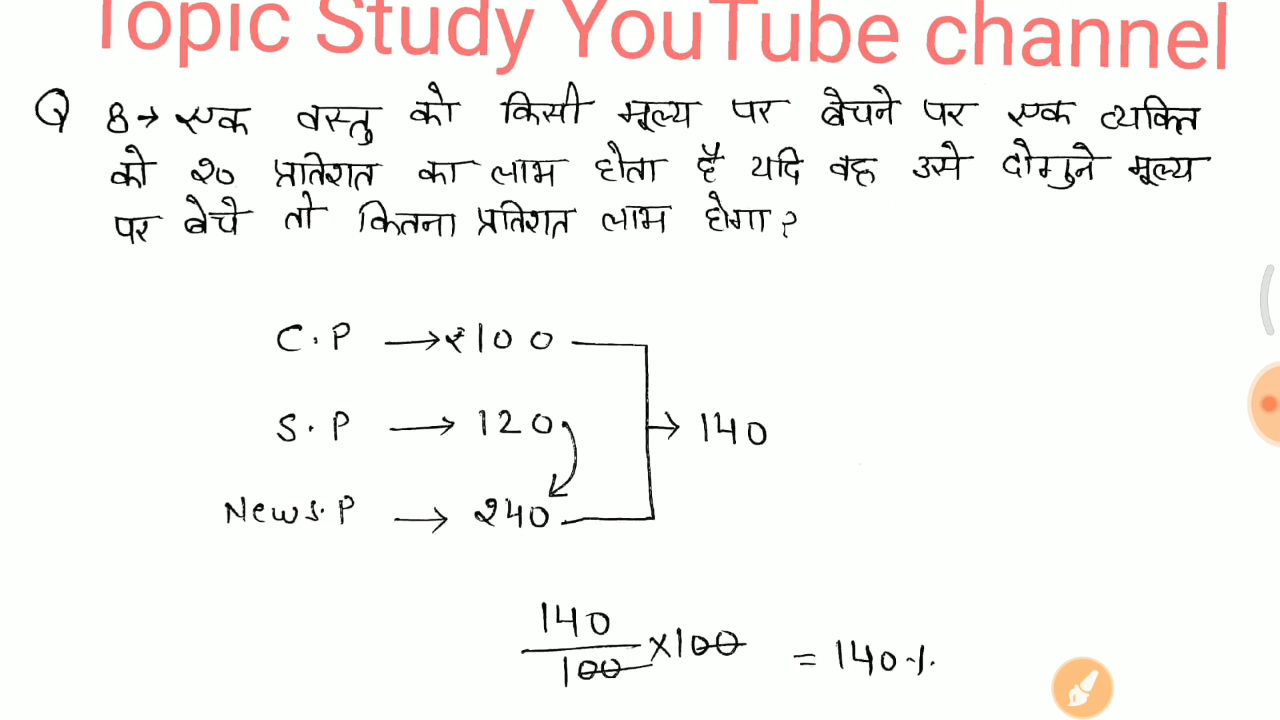 Topic Study YouTube channel
Q 8→ एक वस्तु को किसी मूल्य पर बेचने पर एक व्यक्ति
को २० प्रतिशत का लाभ होता है यदि वह उसे दोगुने मूल्य
पर बेचे तो कितना प्रतिशत लाभ होगा?
C.P → ₹100
S.P → 120 → 140
New S.P → 240
140
100 ×100 = 140%